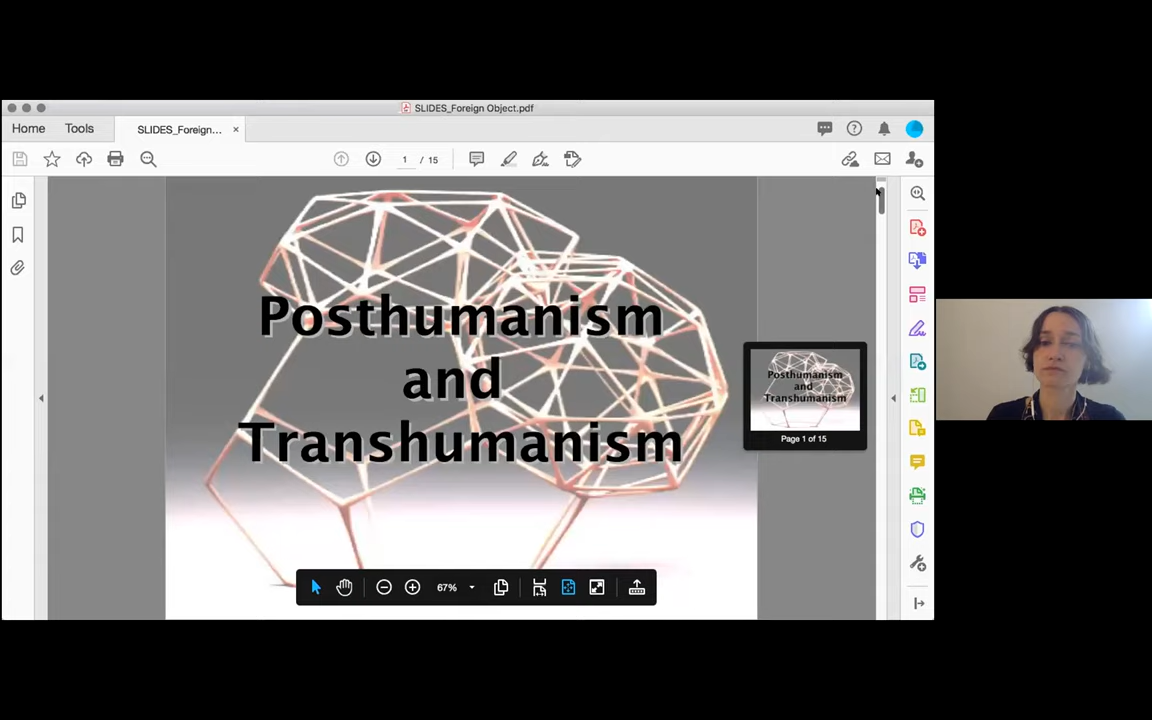 SLIDES_Foreign Object.pdf
Home
Tools
SLIDES_Foreign...
1 / 15
Posthumanism
and
Transhumanism
Posthumanism
and
Transhumanism
Page 1 of 15
67%